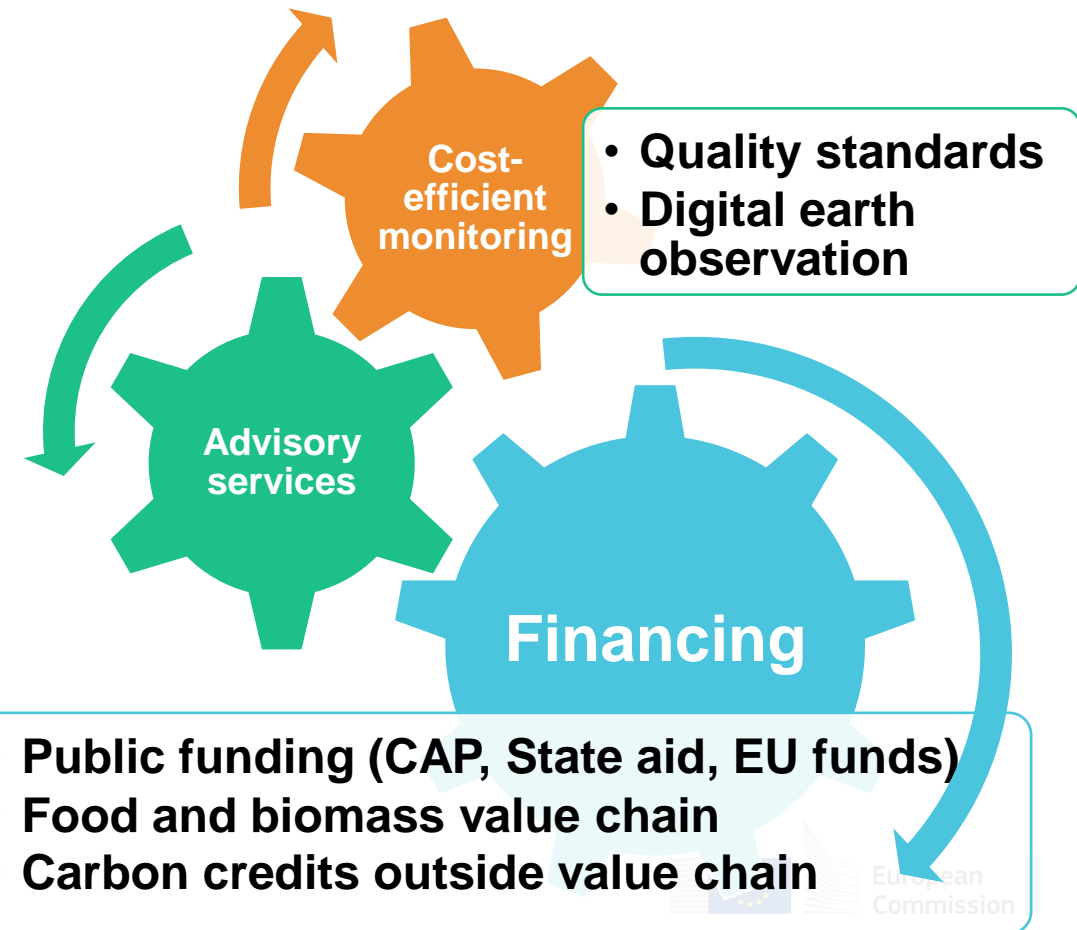 Cost-
efficient
monitoring
• Quality standards
• Digital earth
observation
Advisory
services
Financing
Public funding (CAP, State aid, EU funds)
Food and biomass value chain
Carbon credits outside value chain
European
Commission